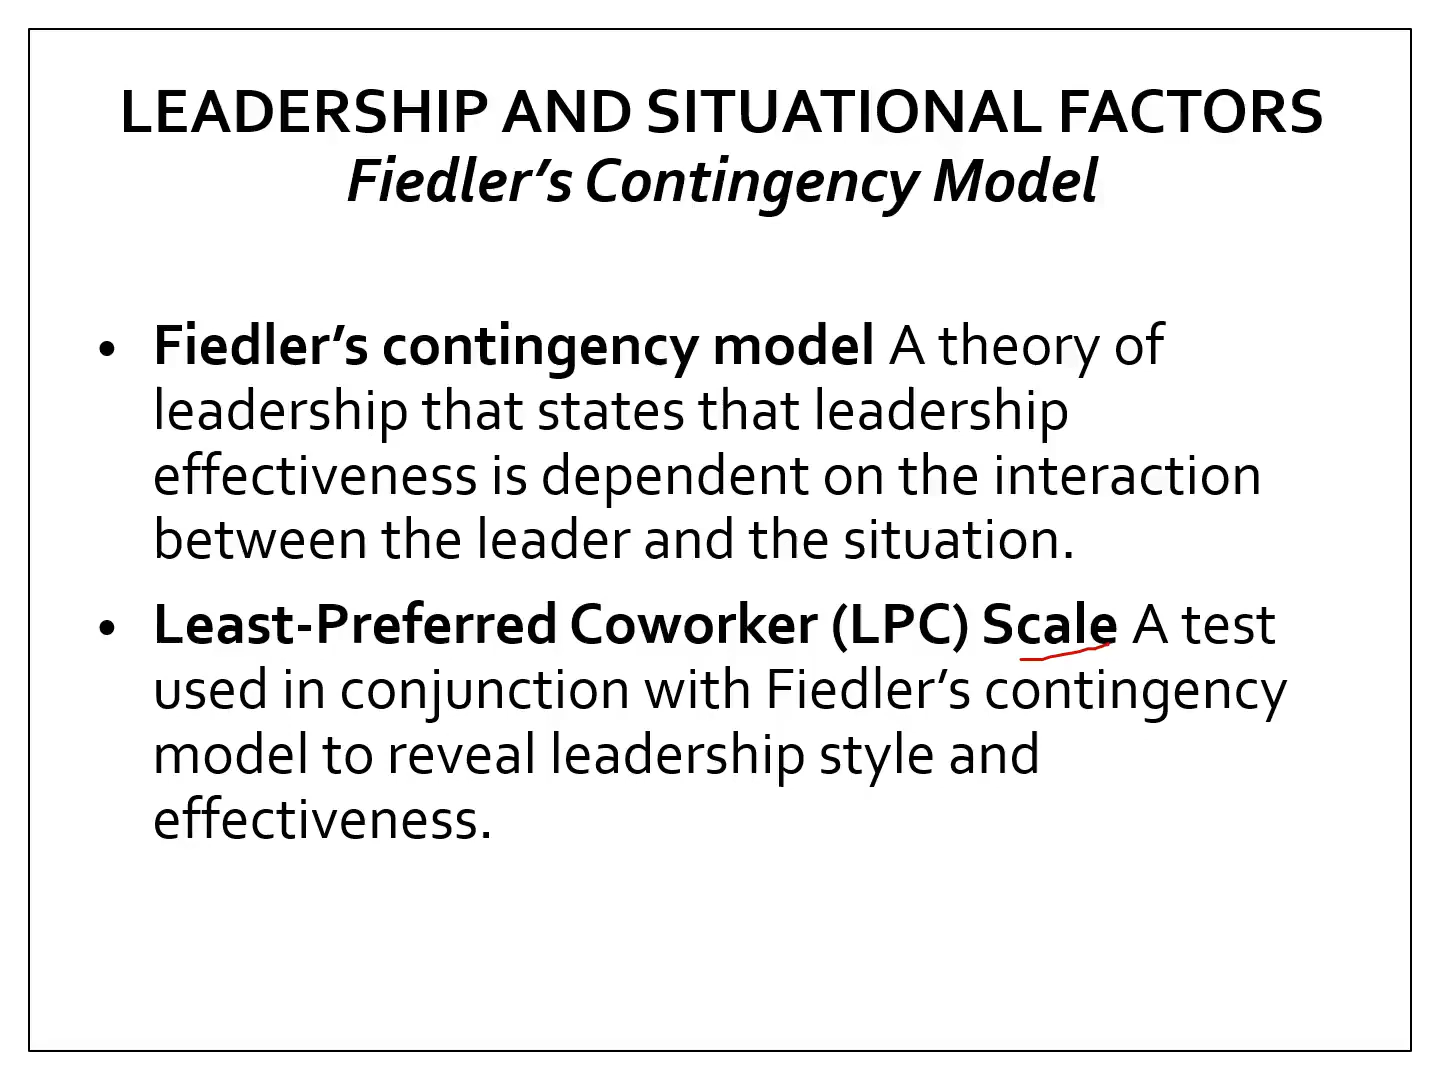 LEADERSHIP AND SITUATIONAL FACTORS
Fiedler’s Contingency Model
• Fiedler’s contingency model A theory of
leadership that states that leadership
effectiveness is dependent on the interaction
between the leader and the situation.
• Least-Preferred Coworker (LPC) Scale A test
used in conjunction with Fiedler’s contingency
model to reveal leadership style and
effectiveness.